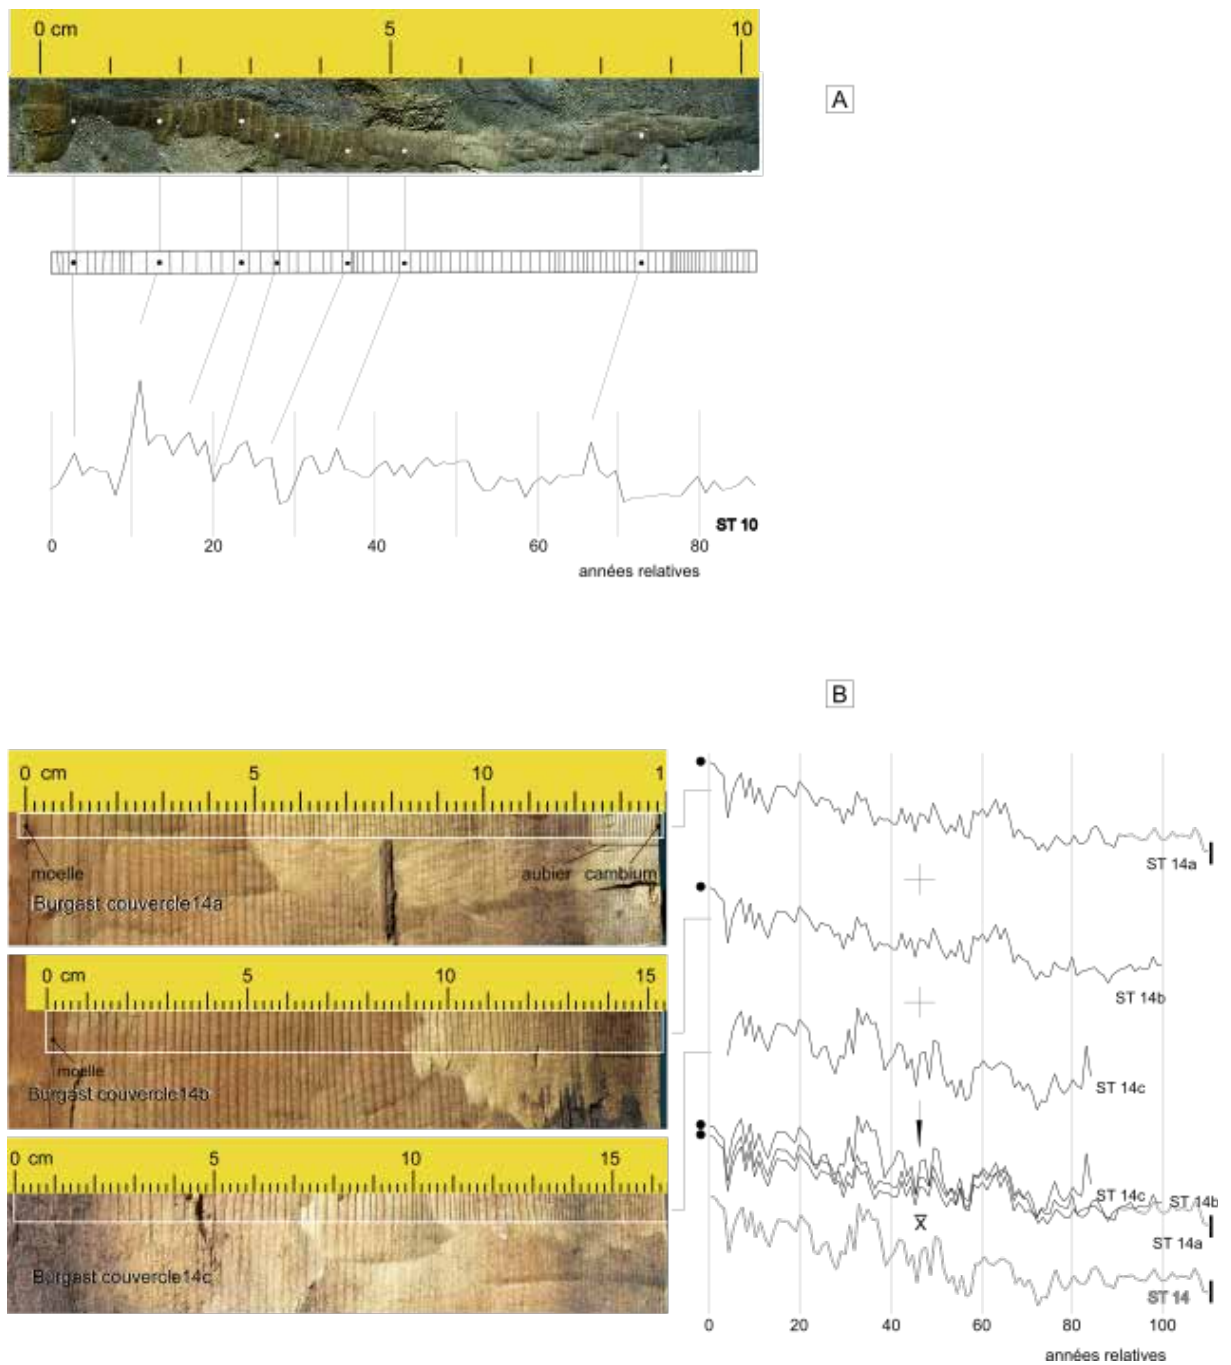 0 cm 5 10
A
ST 10
0 20 40 60 80
années relatives
B
0 cm 5 10 1
moelle aubier cambium
Burgast couvercle14a
ST 14a
0 cm 5 10 15
moelle
Burgast couvercle14b
ST 14b
ST 14c
0 cm 5 10 15
Burgast couvercle14c
ST 14c ST 14b
x̄
ST 14a
ST 14
0 20 40 60 80 100
années relatives